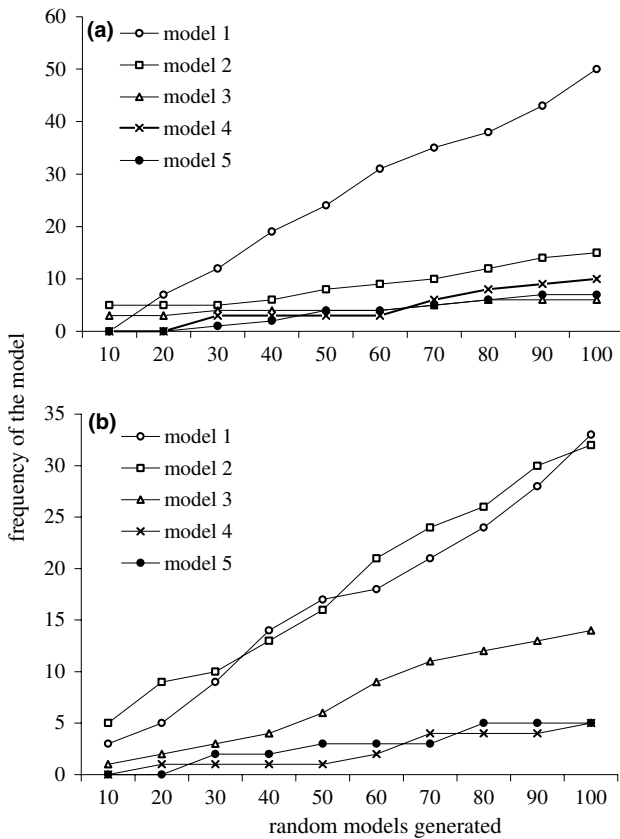 60
(a)
model 1
50
model 2
model 3
40
model 4
model 5
30
20
10
0
10 20 30 40 50 60 70 80 90 100
frequency of the model
35
(b)
model 1
30
model 2
model 3
25
model 4
model 5
20
15
10
5
0
10 20 30 40 50 60 70 80 90 100
random models generated